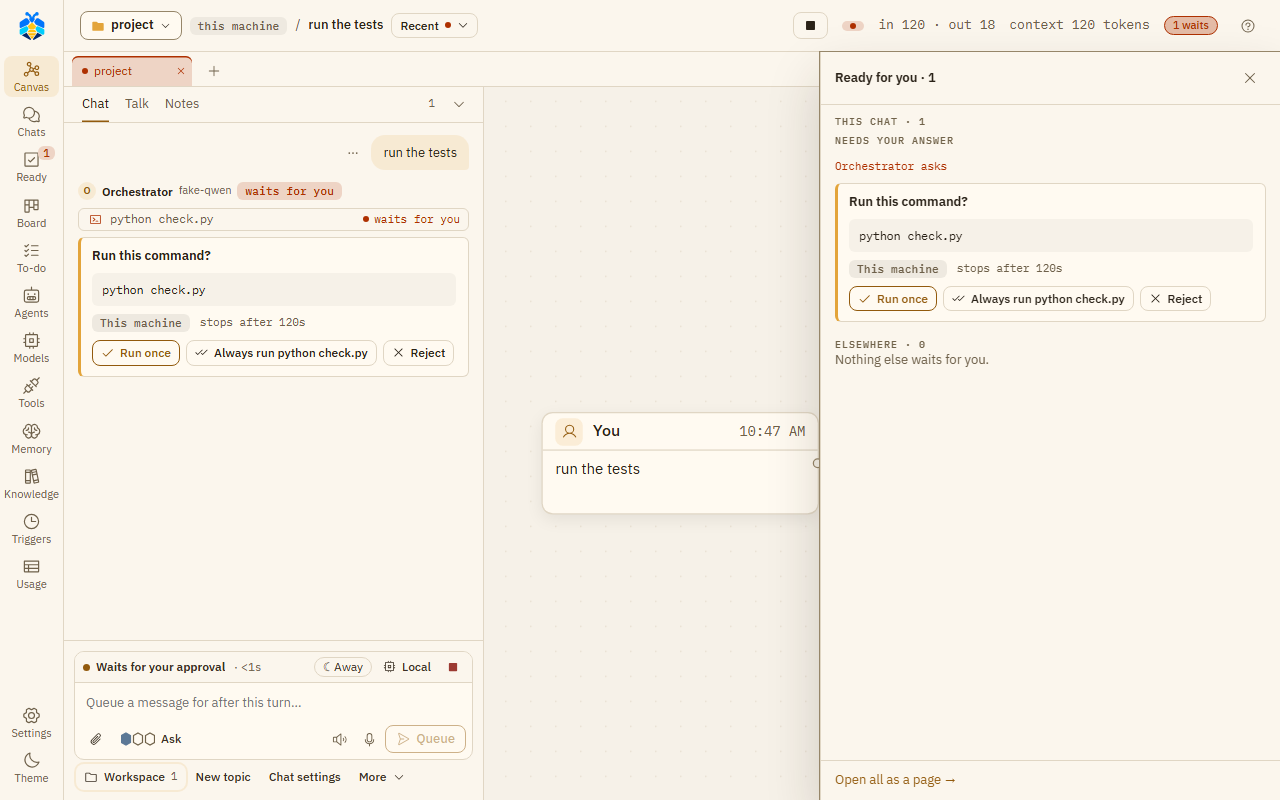 project
this machine
/
run the tests
Recent
in 120 · out 18
context 120 tokens
1 waits
Canvas
Chats
1
Ready
Board
To-do
Agents
Models
Tools
Memory
Knowledge
Triggers
Usage
Settings
Theme
project
Chat
Talk
Notes
1
run the tests
O
Orchestrator
fake-qwen
waits for you
python check.py
waits for you
Run this command?
python check.py
This machine
stops after 120s
Run once
Always run python check.py
Reject
You
10:47 AM
run the tests
Waits for your approval
· <1s
Away
Local
Queue a message for after this turn…
Ask
Queue
Workspace 1
New topic
Chat settings
More
Ready for you · 1
THIS CHAT · 1
NEEDS YOUR ANSWER
Orchestrator asks
Run this command?
python check.py
This machine
stops after 120s
Run once
Always run python check.py
Reject
ELSEWHERE · 0
Nothing else waits for you.
Open all as a page →